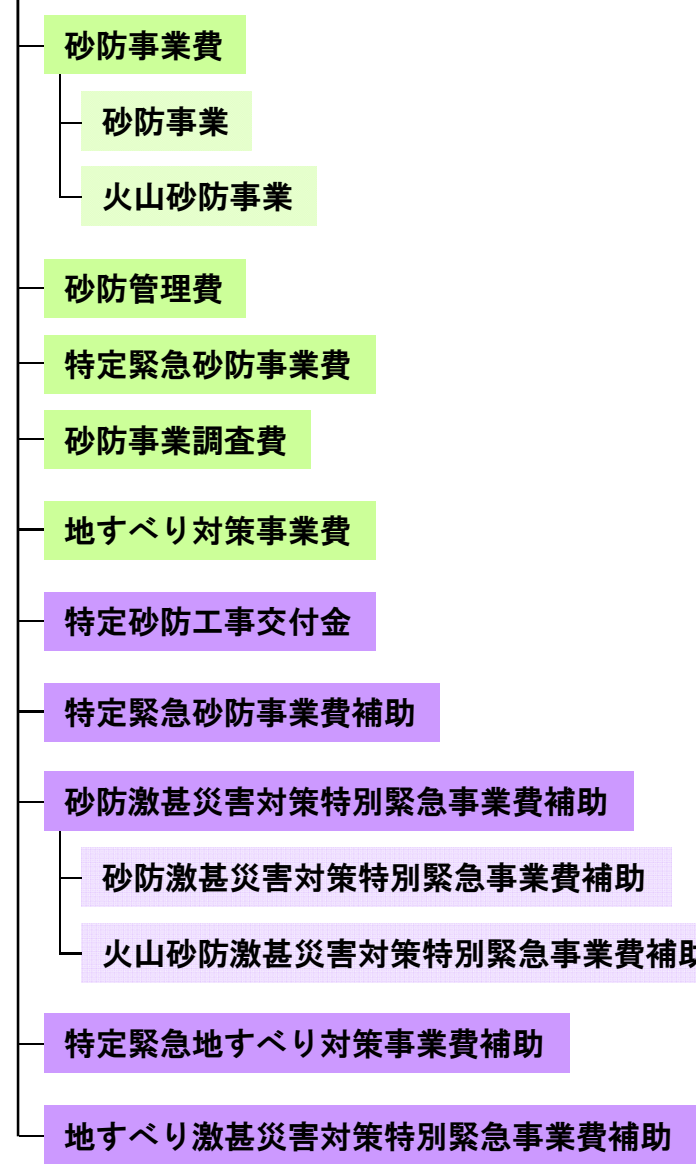 砂防事業費
砂防事業
火山砂防事業
砂防管理費
特定緊急砂防事業費
砂防事業調査費
地すべり対策事業費
特定砂防工事交付金
特定緊急砂防事業費補助
砂防激甚災害対策特別緊急事業費補助
砂防激甚災害対策特別緊急事業費補助
火山砂防激甚災害対策特別緊急事業費補助
特定緊急地すべり対策事業費補助
地すべり激甚災害対策特別緊急事業費補助